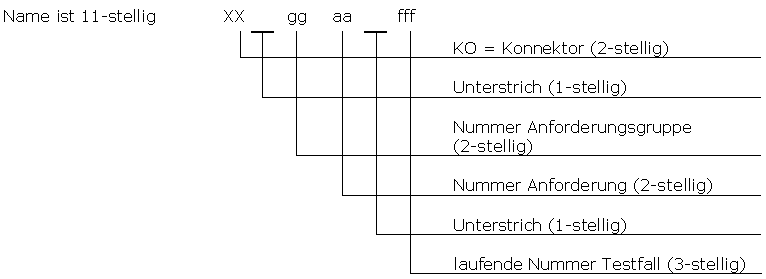 Name ist 11-stellig XX _ gg aa _ fff
KO = Konnektor (2-stellig)
Unterstrich (1-stellig)
Nummer Anforderungsgruppe
(2-stellig)
Nummer Anforderung (2-stellig)
Unterstrich (1-stellig)
laufende Nummer Testfall (3-stellig)